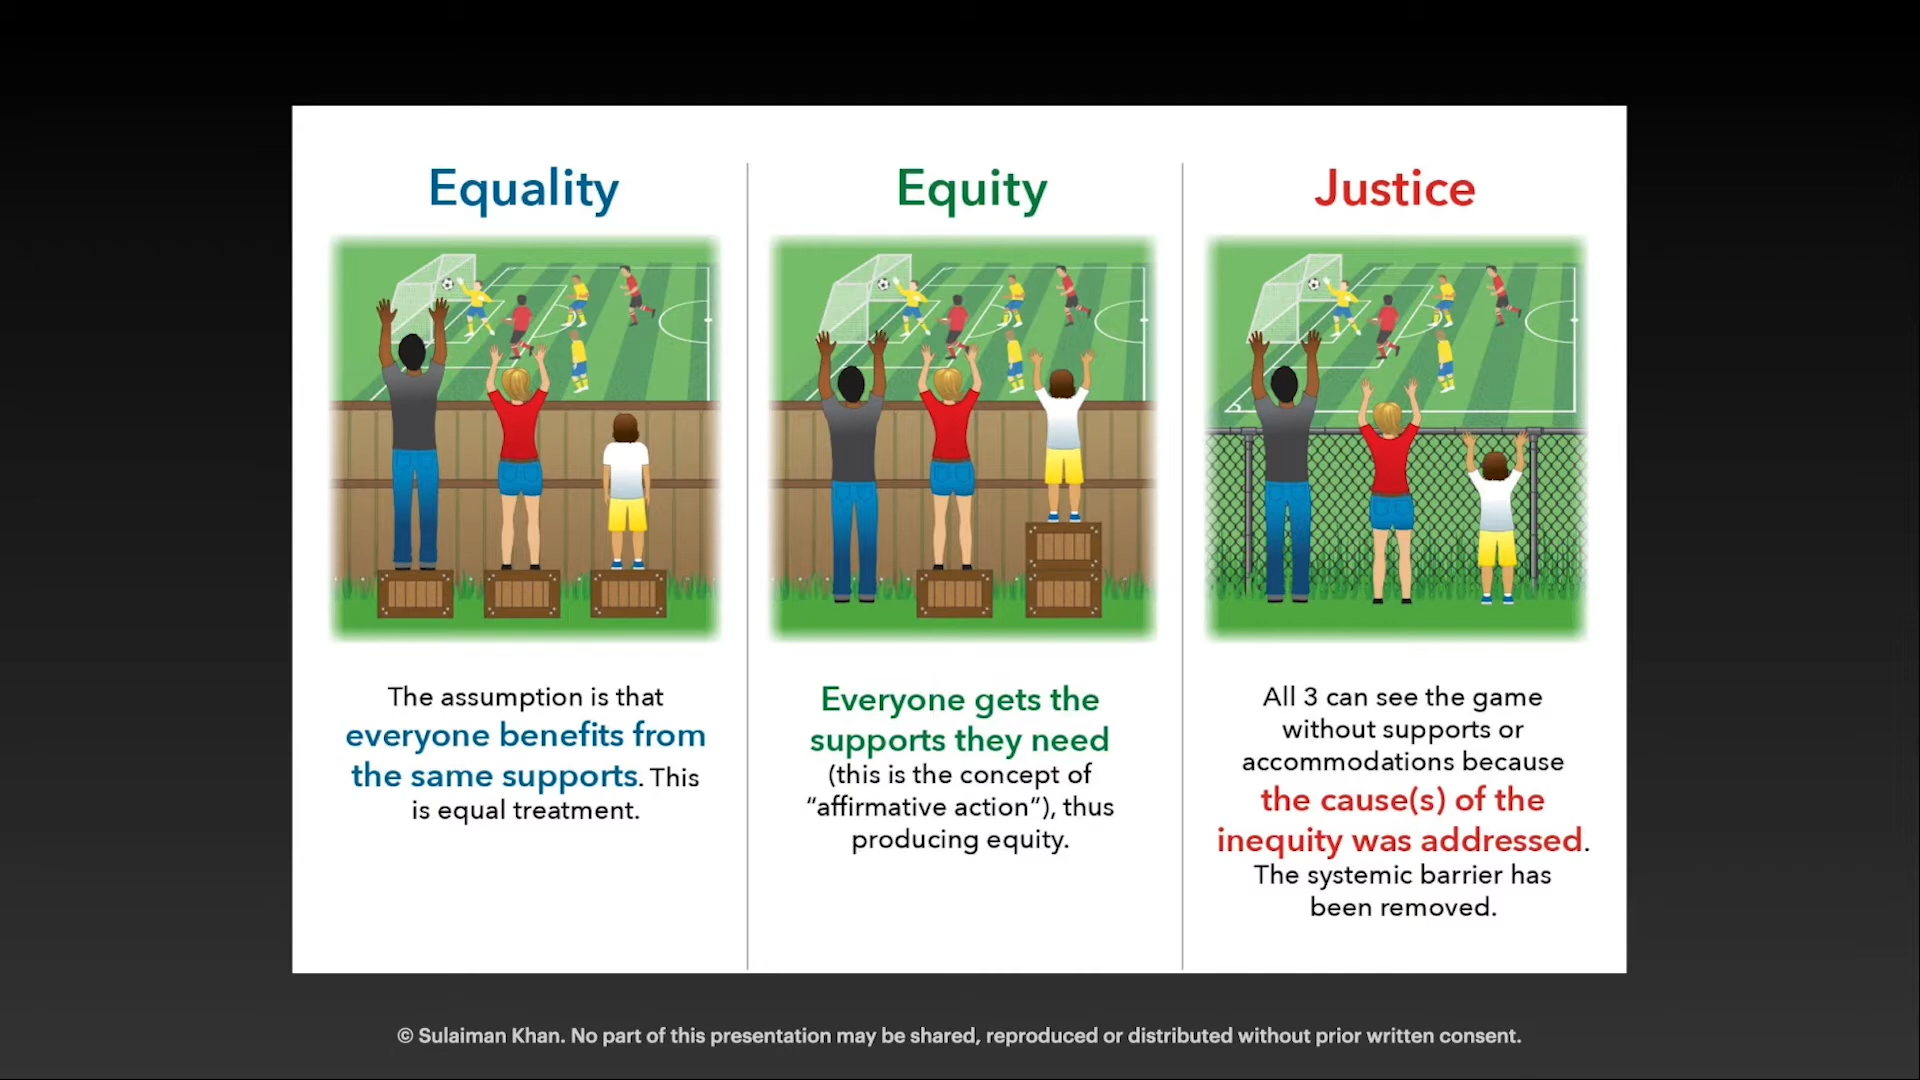 Equality
The assumption is that
everyone benefits from
the same supports. This
is equal treatment.
Equity
Everyone gets the
supports they need
(this is the concept of
“affirmative action”), thus
producing equity.
Justice
All 3 can see the game
without supports or
accommodations because
the cause(s) of the
inequity was addressed.
The systemic barrier has
been removed.
© Sulaiman Khan. No part of this presentation may be shared, reproduced or distributed without prior written consent.